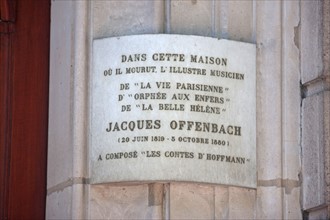 DANS CETTE MAISON
OÙ IL MOURUT, L'ILLUSTRE MUSICIEN
DE "LA VIE PARISIENNE"
D'"ORPHÉE AUX ENFERS"
DE "LA BELLE HÉLÈNE"
JACQUES OFFENBACH
(20 JUIN 1819 - 5 OCTOBRE 1880)
A COMPOSÉ "LES CONTES D'HOFFMANN"